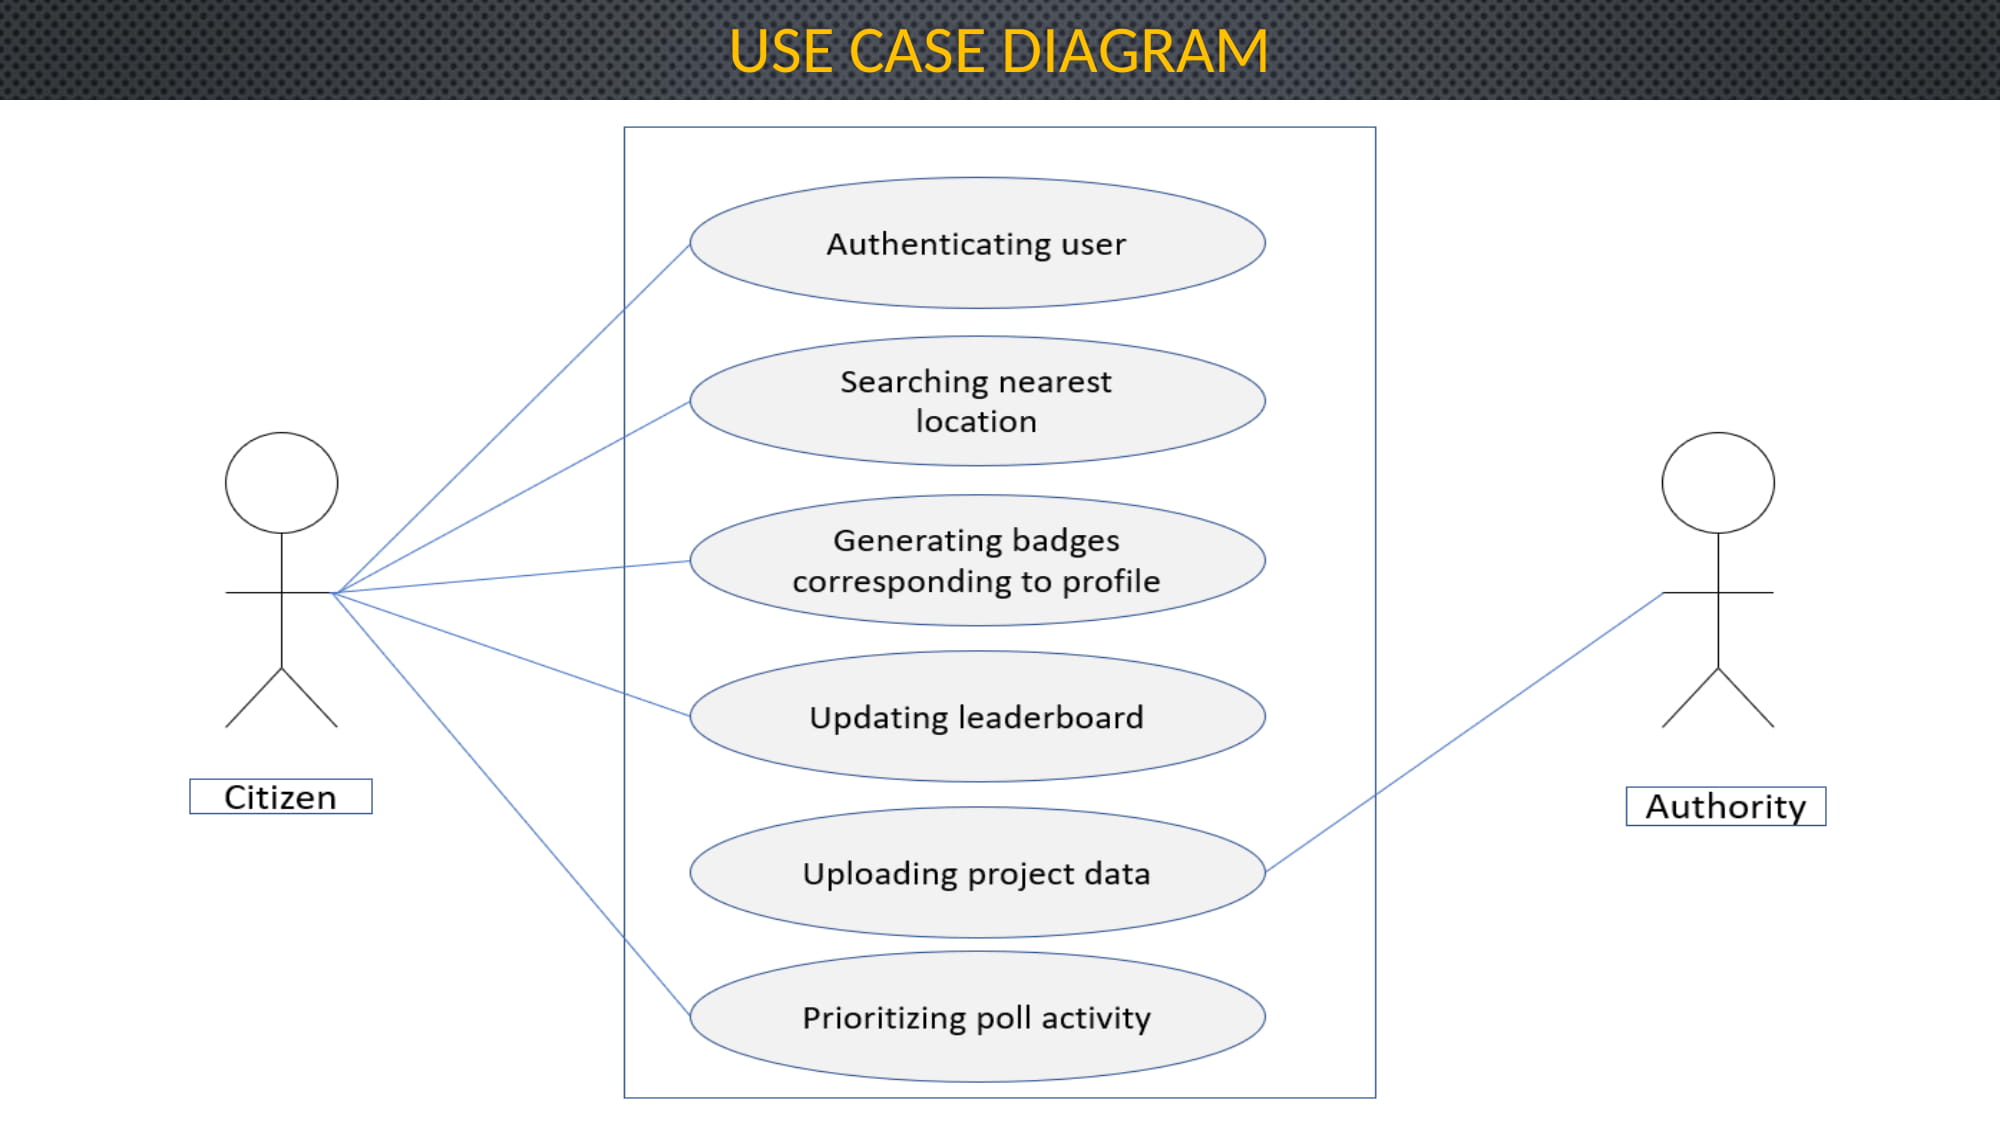 USE CASE DIAGRAM
Authenticating user
Searching nearest
location
Generating badges
corresponding to profile
Updating leaderboard
Citizen
Authority
Uploading project data
Prioritizing poll activity